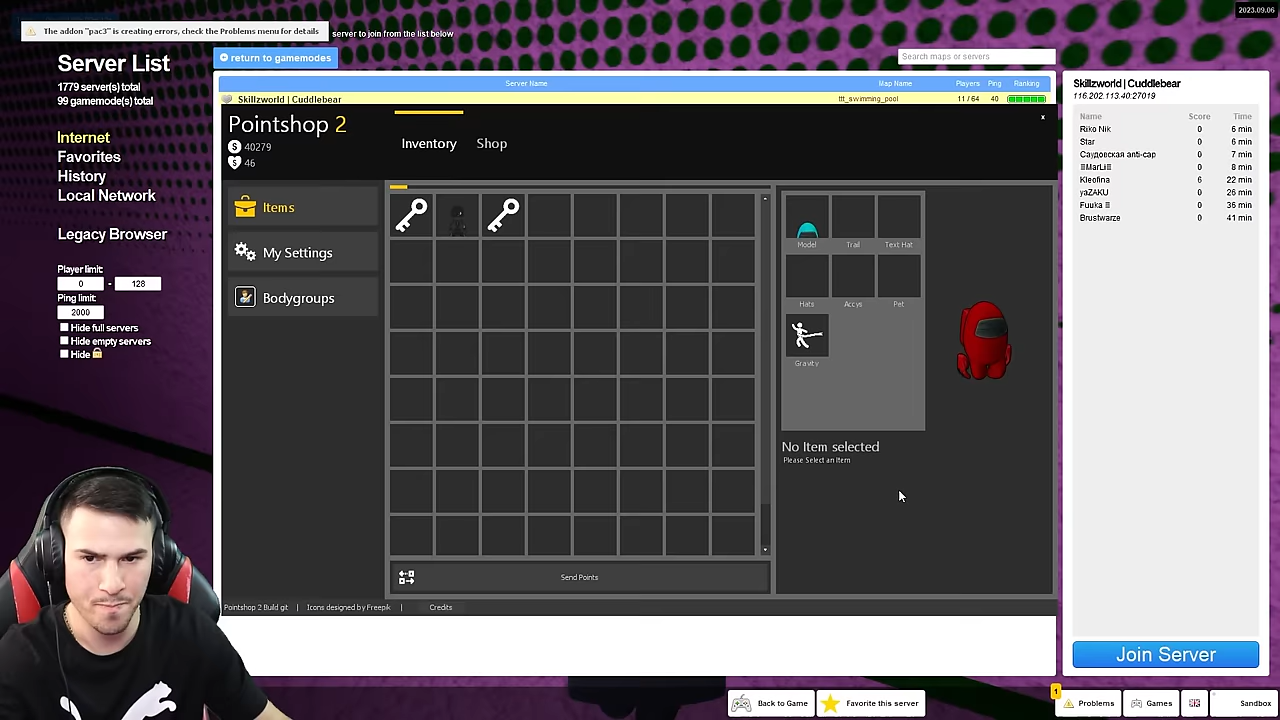 2023.09.06
The addon "pac3" is creating errors, check the Problems menu for details
server to join from the list below
Server List
1779 server(s) total
99 gamemode(s) total
Internet
Favorites
History
Local Network
Legacy Browser
Player limit:
0 - 128
Ping limit:
2000
Hide full servers
Hide empty servers
Hide
return to gamemodes
Search maps or servers
Server Name Map Name Players Ping Ranking
Skillzworld | Cuddlebear ttt_swimming_pool 11 / 64 40
Pointshop 2
40279
46
Inventory Shop
x
Items
My Settings
Bodygroups
Model Trail Text Hat
Hats Accys Pet
Gravity
No Item selected
Please Select an Item
Send Points
Pointshop 2 Build git | Icons designed by Freepik | Credits
Skillzworld | Cuddlebear
116.202.113.40:27019
Name Score Time
Riko Nik 0 6 min
Star 0 6 min
Саудовская anti-cap 0 7 min
MarLi 0 8 min
Kleofina 6 22 min
yaZAKU 0 26 min
Fuuka 0 36 min
Brustwarze 0 41 min
Join Server
Back to Game
Favorite this server
1
Problems
Games
Sandbox